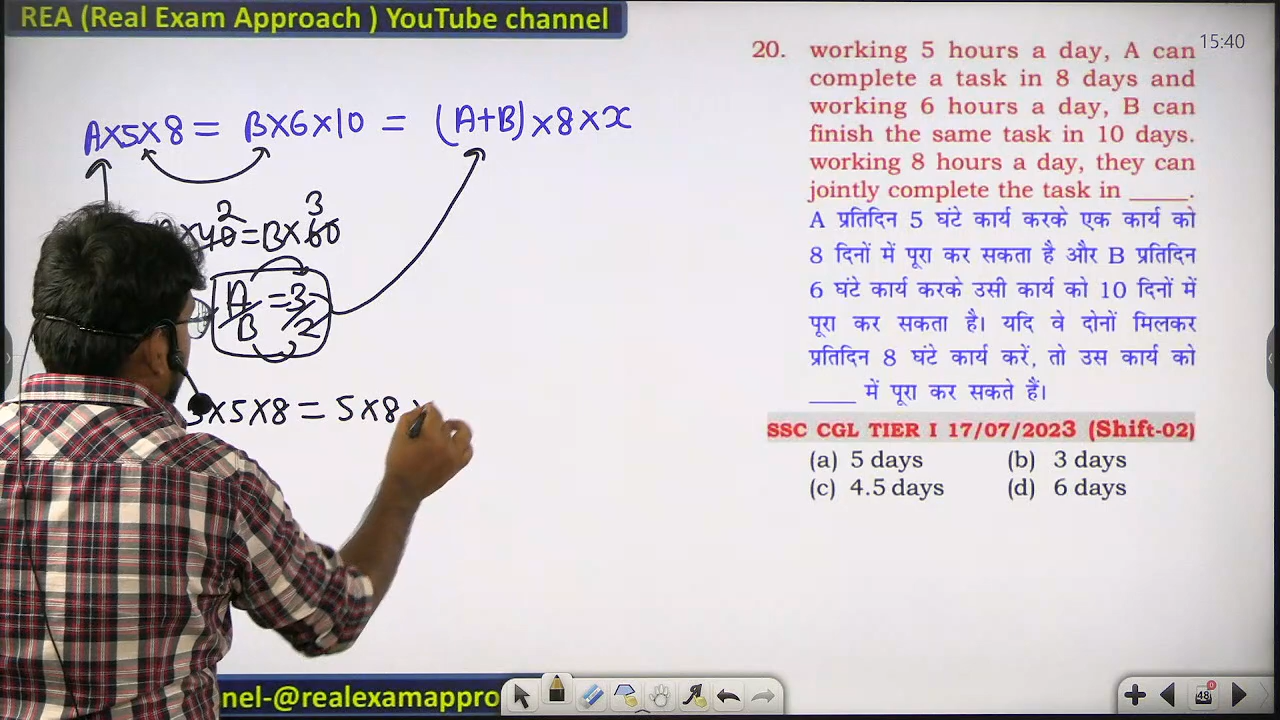 REA (Real Exam Approach ) YouTube channel
15:40
A×5×8 = B×6×10 = (A+B)×8×x
×40=B×60
2 3
A/B = 3/2
3×5×8 = 5×8×
20. working 5 hours a day, A can
complete a task in 8 days and
working 6 hours a day, B can
finish the same task in 10 days.
working 8 hours a day, they can
jointly complete the task in _____.
A प्रतिदिन 5 घंटे कार्य करके एक कार्य को
8 दिनों में पूरा कर सकता है और B प्रतिदिन
6 घंटे कार्य करके उसी कार्य को 10 दिनों में
पूरा कर सकता है। यदि वे दोनों मिलकर
प्रतिदिन 8 घंटे कार्य करें, तो उस कार्य को
____ में पूरा कर सकते हैं।
SSC CGL TIER I 17/07/2023 (Shift-02)
(a) 5 days (b) 3 days
(c) 4.5 days (d) 6 days
nel-@realexamappro
48